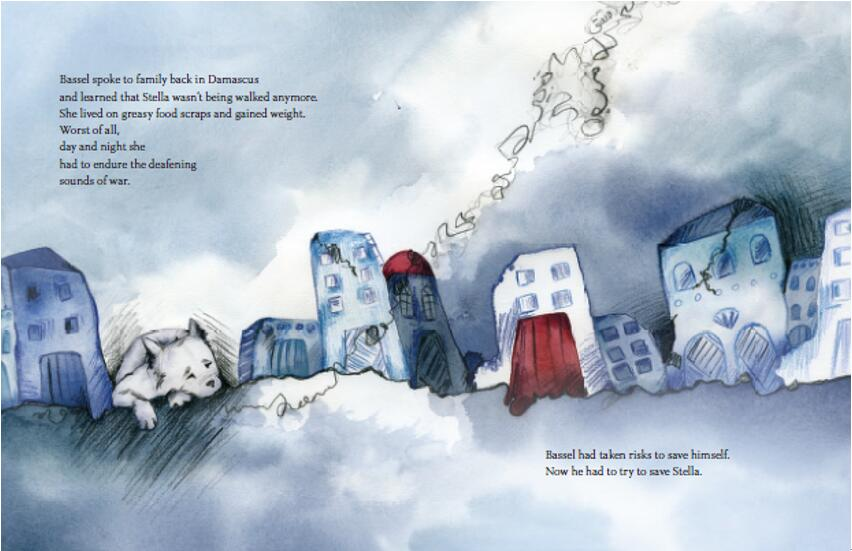 Bassel spoke to family back in Damascus
and learned that Stella wasn't being walked anymore.
She lived on greasy food scraps and gained weight.
Worst of all,
day and night she
had to endure the deafening
sounds of war.
Bassel had taken risks to save himself.
Now he had to try to save Stella.